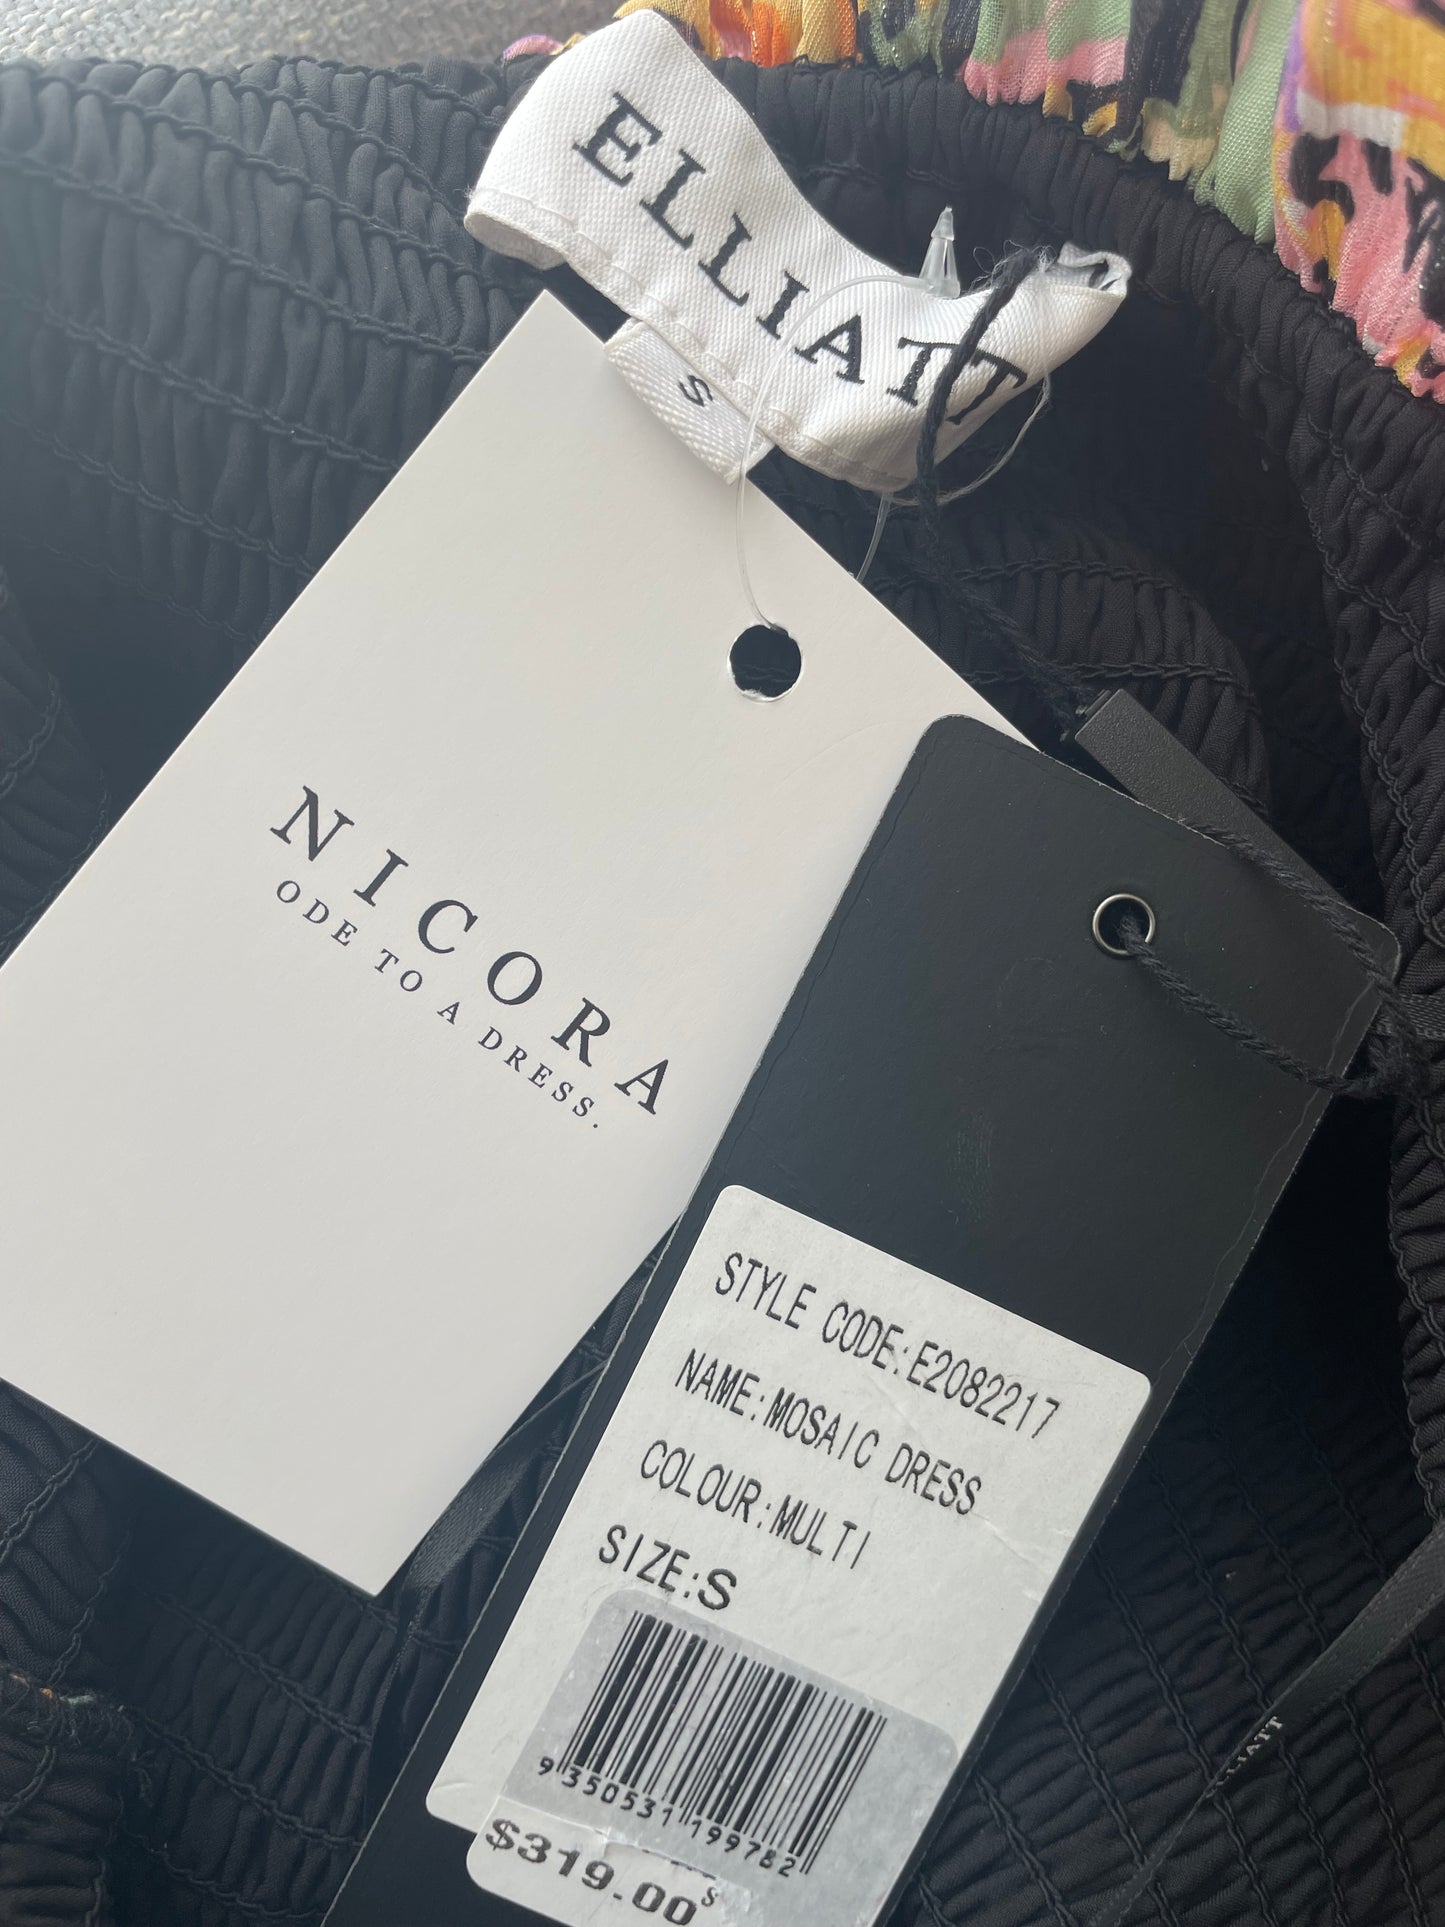 ELLIATT
S
NICORA
ODE TO A DRESS.
STYLE CODE:E2082217
NAME:MOSAIC DRESS
COLOUR:MULTI
SIZE:S
9 350531 199782
$319.00
S